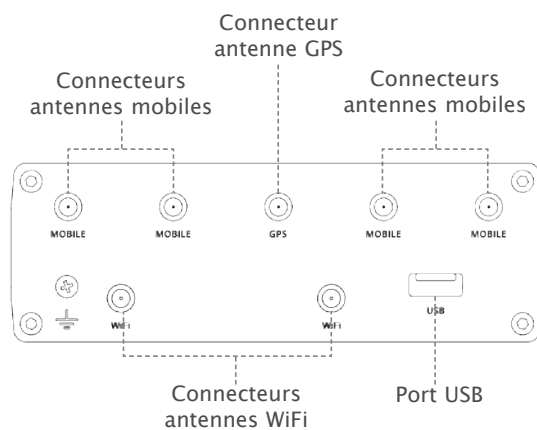 Connecteur
antenne GPS
Connecteurs
antennes mobiles
Connecteurs
antennes mobiles
MOBILE
MOBILE
GPS
MOBILE
MOBILE
WiFi
WiFi
USB
Connecteurs
antennes WiFi
Port USB